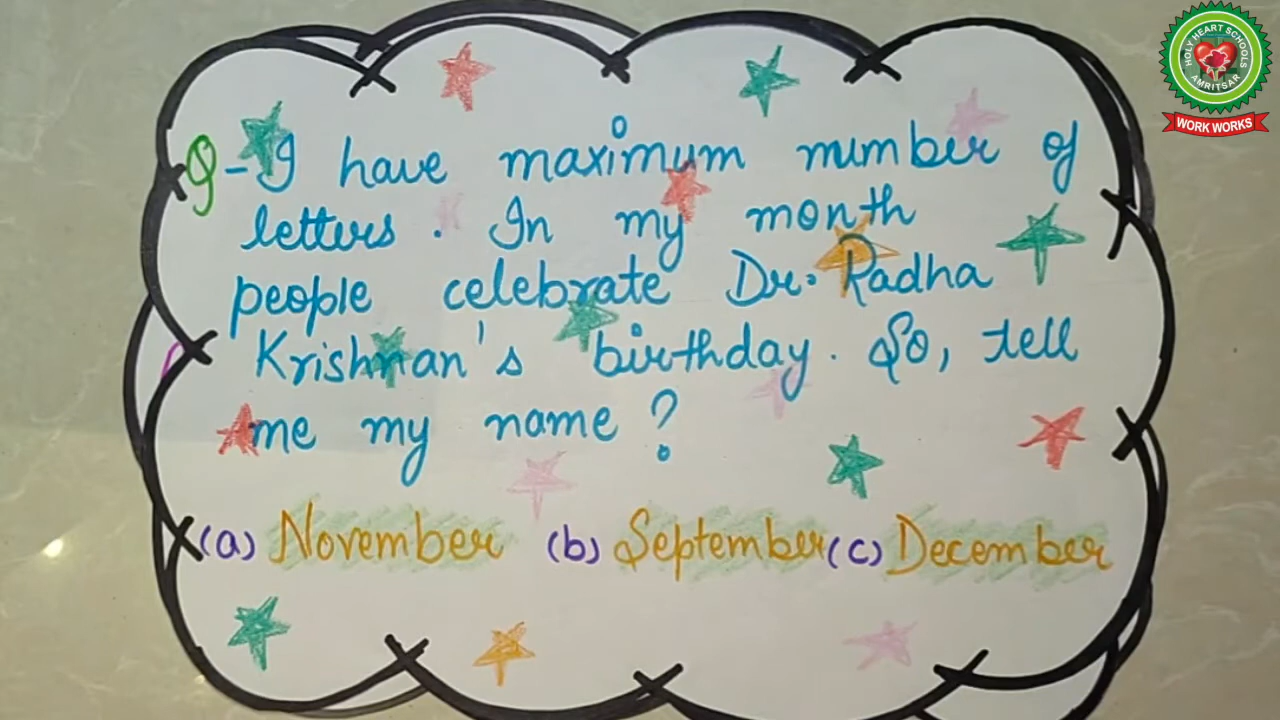 Q-I have maximum number of
letters. In my month
people celebrate Dr. Radha
Krishnan's birthday. So, tell
me my name?
(a) November (b) September (c) December
HOLY HEART SCHOOLS
AMRITSAR
WORK WORKS